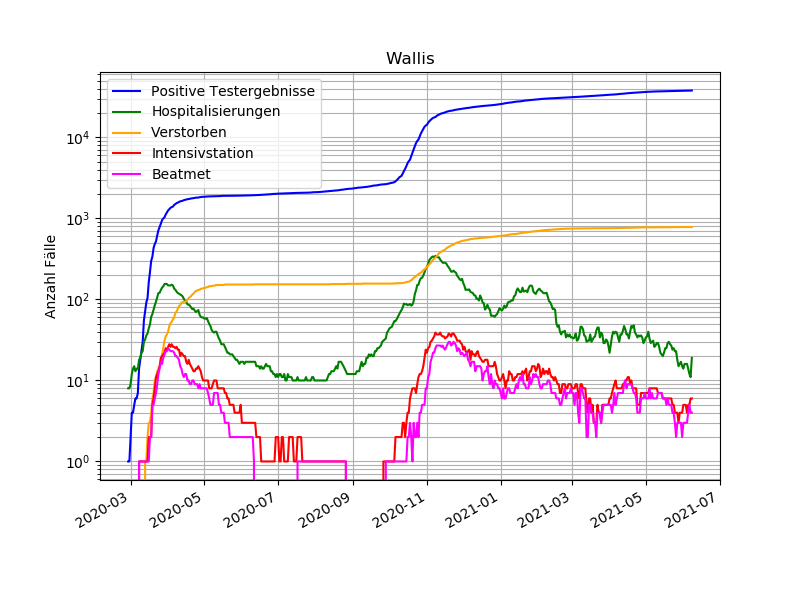 Wallis
Positive Testergebnisse
Hospitalisierungen
Verstorben
Intensivstation
Beatmet
Anzahl Fälle
10⁴
10³
10²
10¹
10⁰
2020-03
2020-05
2020-07
2020-09
2020-11
2021-01
2021-03
2021-05
2021-07